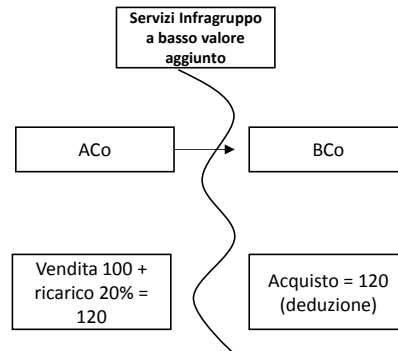 Servizi Infragruppo
a basso valore
aggiunto
ACo
BCo
Vendita 100 +
ricarico 20% =
120
Acquisto = 120
(deduzione)